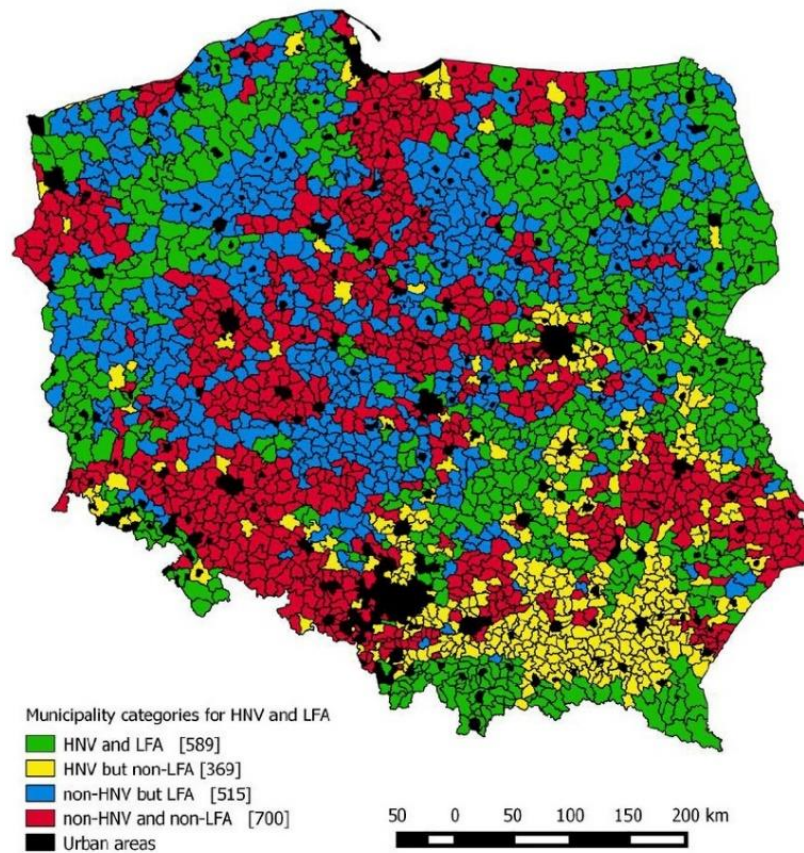 Municipality categories for HNV and LFA
HNV and LFA [589]
HNV but non-LFA [369]
non-HNV but LFA [515]
non-HNV and non-LFA [700]
Urban areas
50 0 50 100 150 200 km